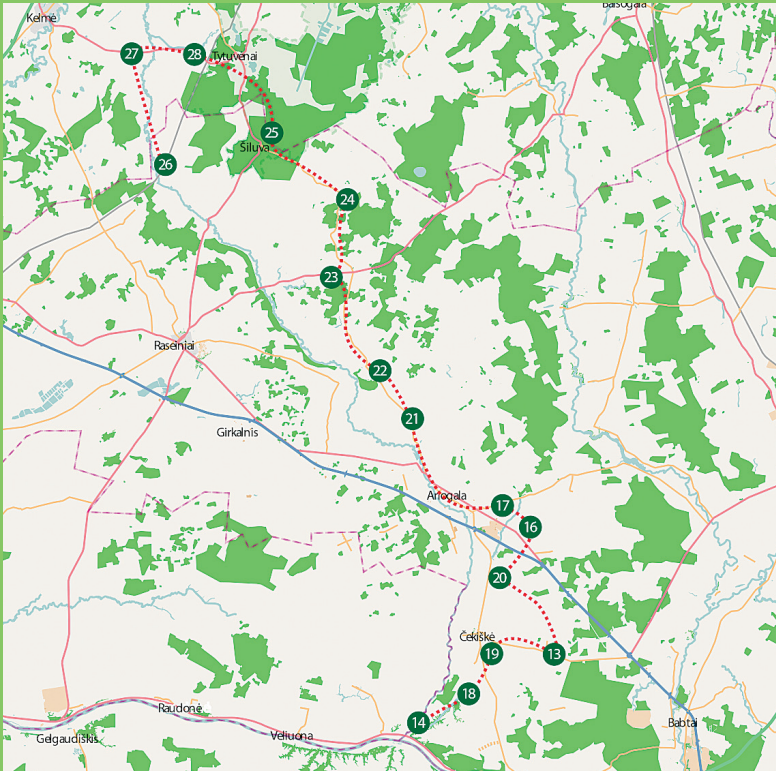 Baisogala
Kelmė
27
28
Tytuvėnai
25
Šiluva
26
24
23
Raseiniai
22
21
Girkalnis
Ariogala
17
16
20
Čekiškė
19
13
18
Raudonė
14
Babtai
Gelgaudiškis
Veliuona